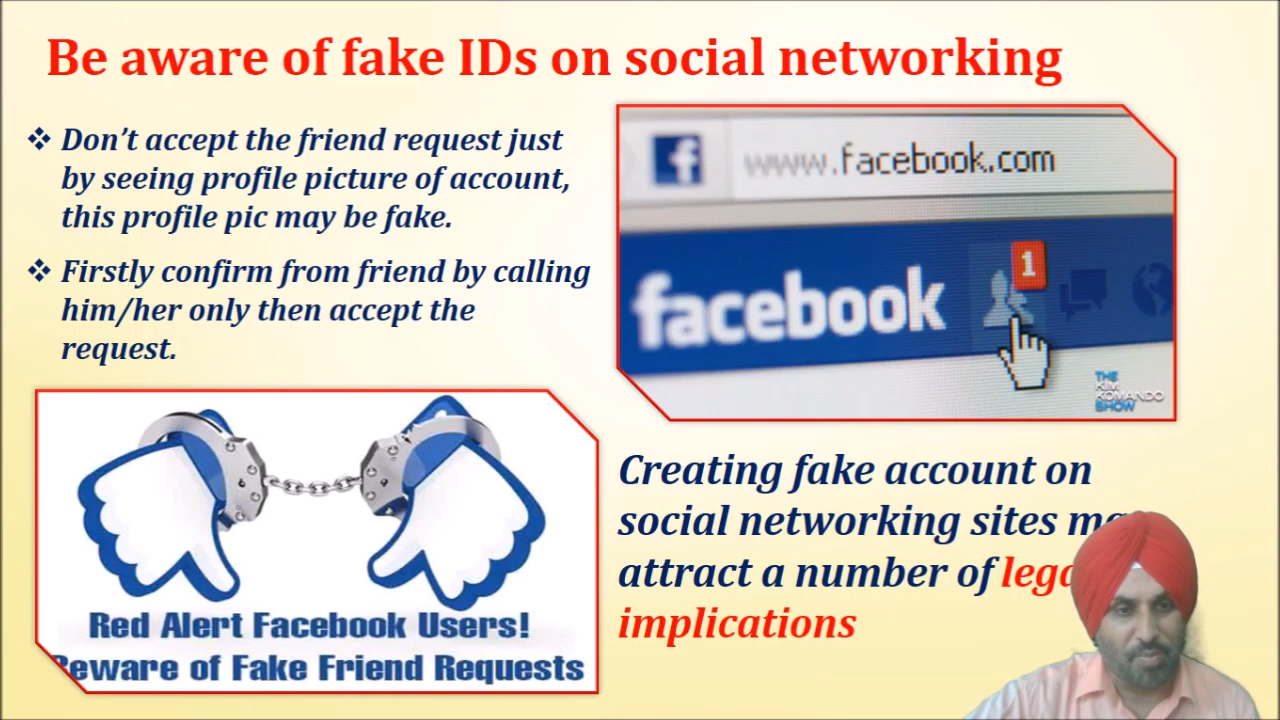 Be aware of fake IDs on social networking
❖ Don’t accept the friend request just
by seeing profile picture of account,
this profile pic may be fake.
❖ Firstly confirm from friend by calling
him/her only then accept the
request.
f www.facebook.com
facebook
1
THE
KIM
KOMANDO
SHOW
Red Alert Facebook Users!
Beware of Fake Friend Requests
Creating fake account on
social networking sites
attract a number of
implications